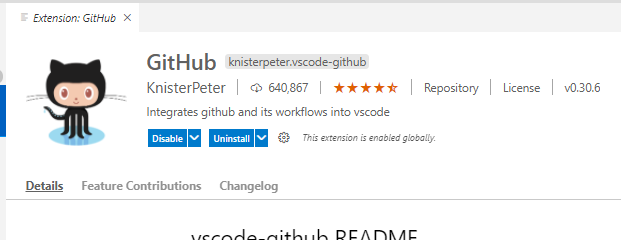 Extension: GitHub
GitHub knisterpeter.vscode-github
KnisterPeter 640,867 Repository License v0.30.6
Integrates github and its workflows into vscode
Disable Uninstall This extension is enabled globally.
Details Feature Contributions Changelog
vscode-github README